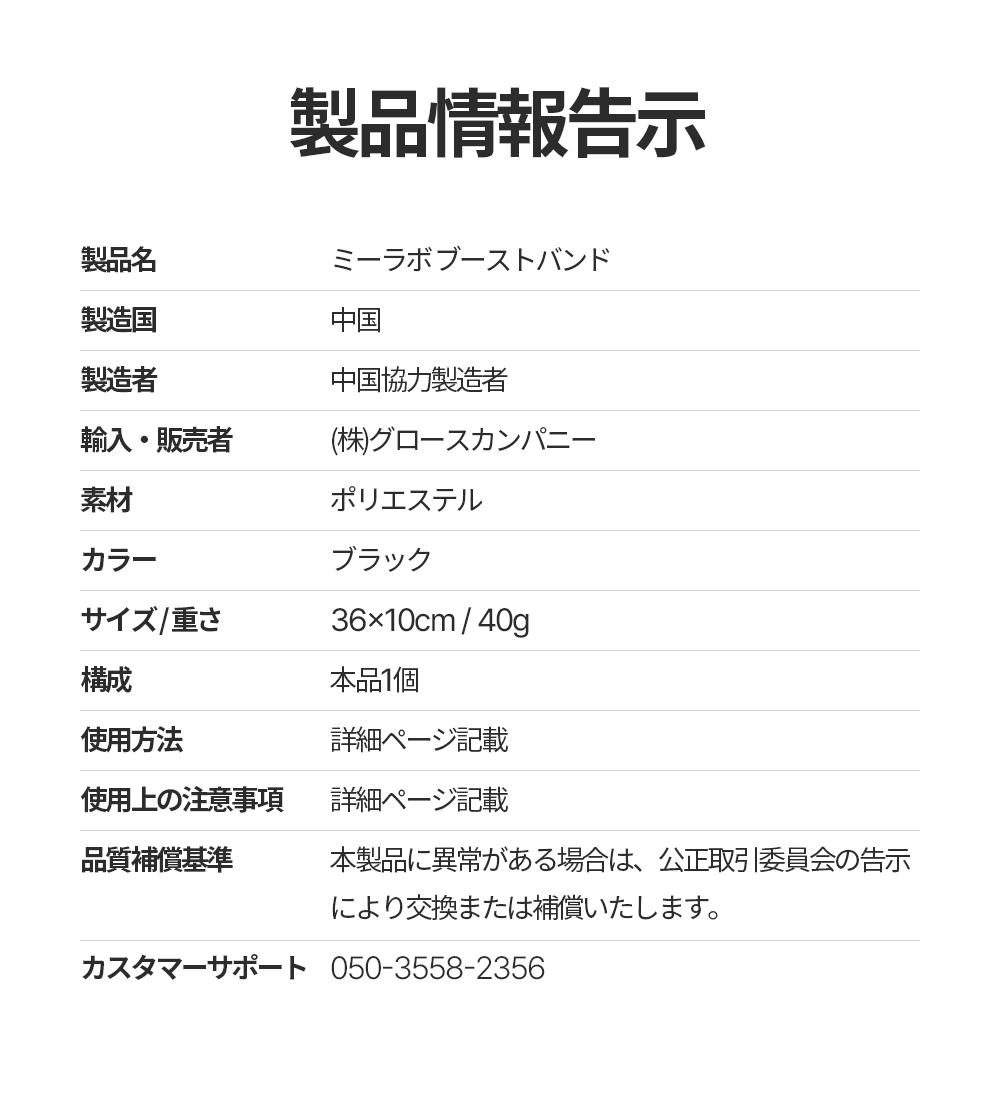 製品情報告示
製品名 ミーラボブーストバンド
製造国 中国
製造者 中国協力製造者
輸入・販売者 (株)グロースカンパニー
素材 ポリエステル
カラー ブラック
サイズ/重さ 36×10cm / 40g
構成 本品1個
使用方法 詳細ページ記載
使用上の注意事項 詳細ページ記載
品質補償基準 本製品に異常がある場合は、公正取引委員会の告示
により交換または補償いたします。
カスタマーサポート 050-3558-2356